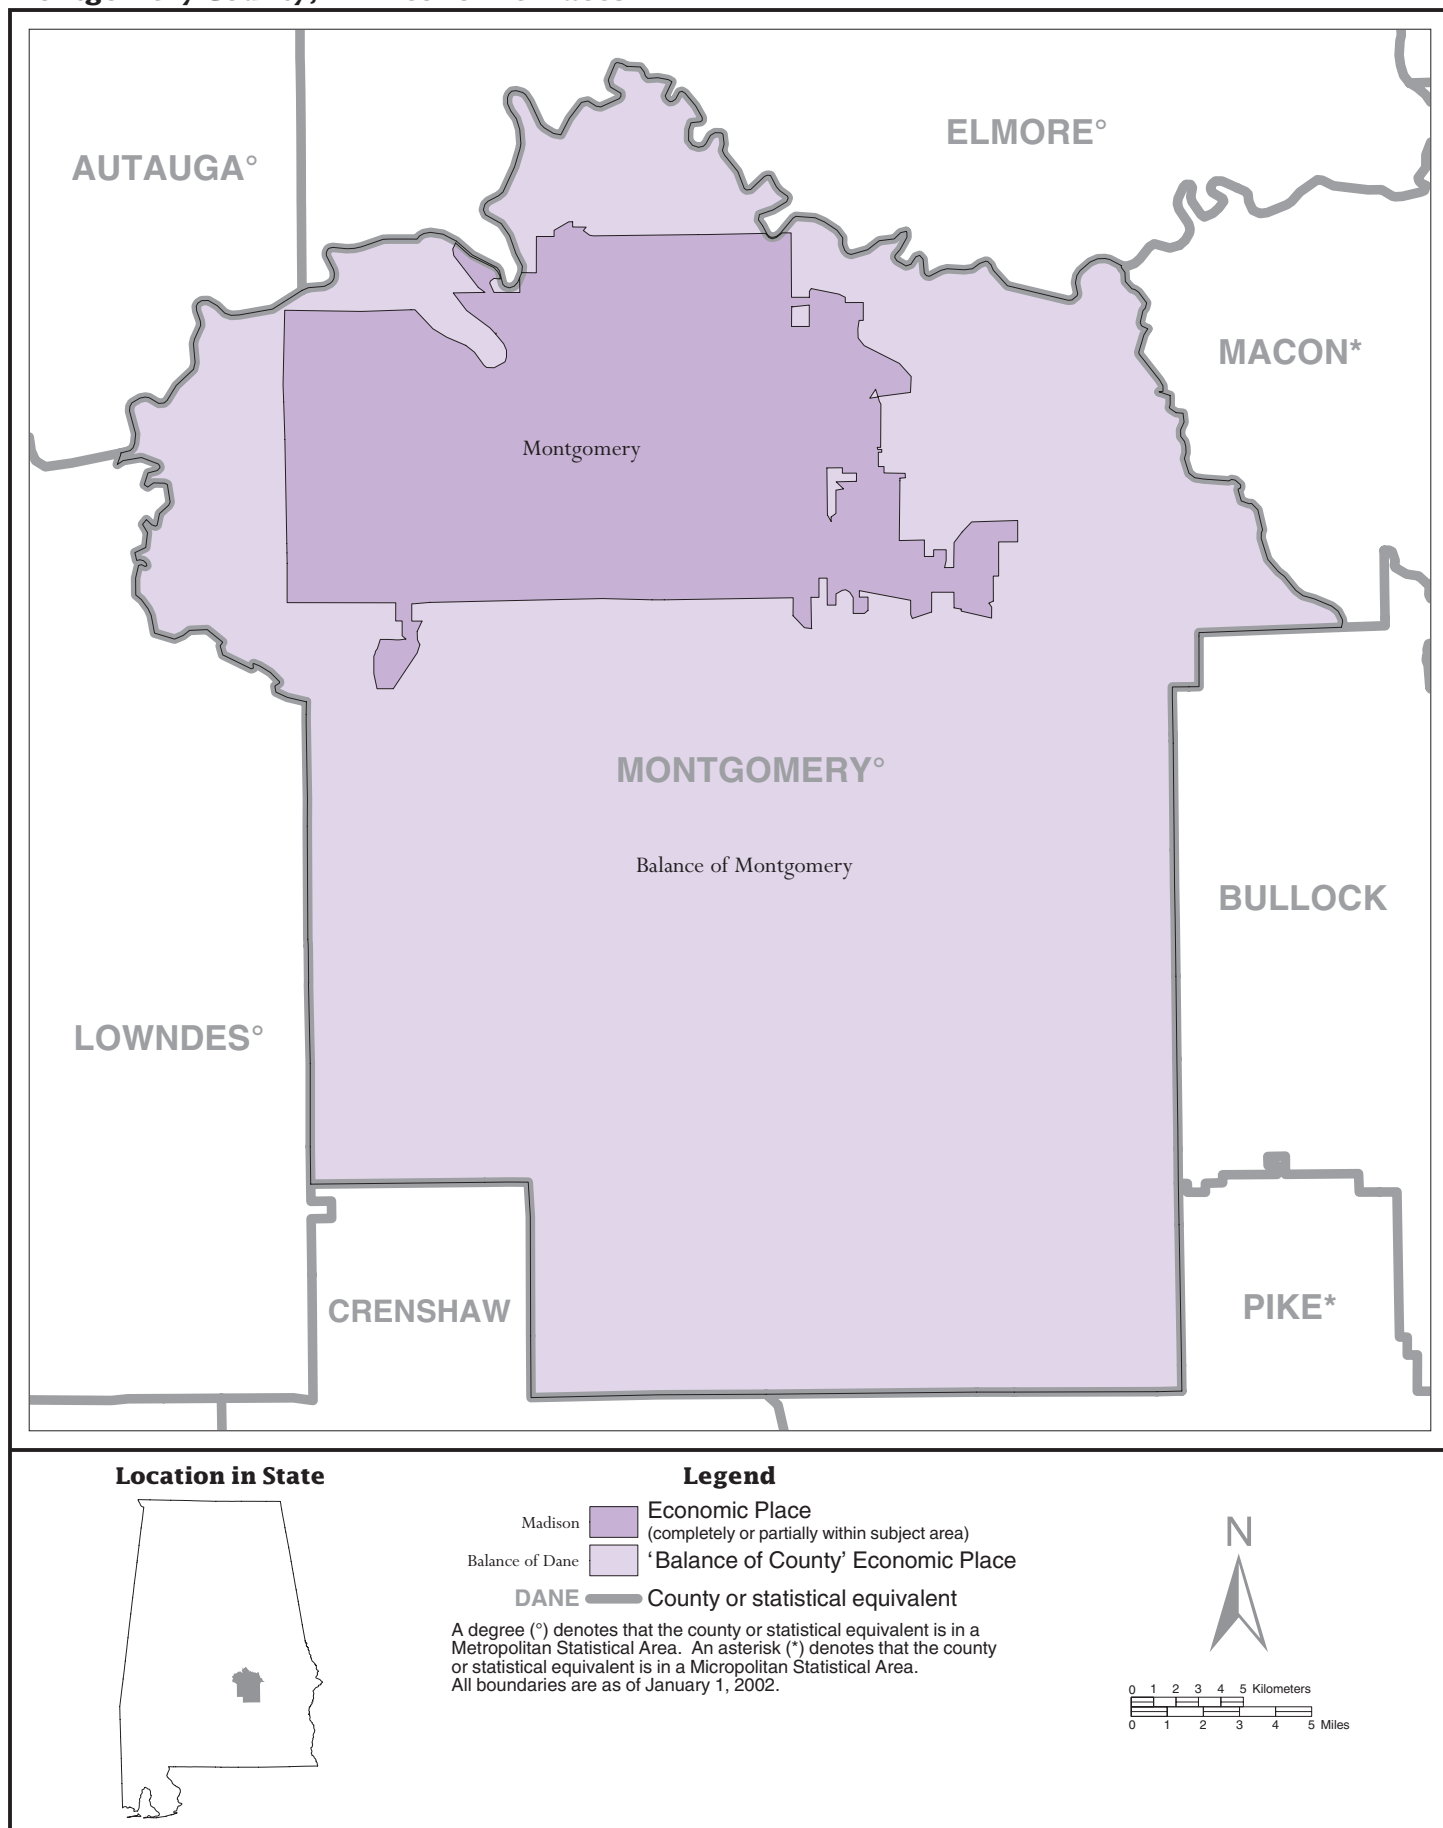 AUTAUGA°
ELMORE°
MACON*
Montgomery
MONTGOMERY°
Balance of Montgomery
BULLOCK
LOWNDES°
CRENSHAW
PIKE*
Location in State
Legend
Madison
Economic Place
(completely or partially within subject area)
Balance of Dane
‘Balance of County’ Economic Place
DANE
County or statistical equivalent
A degree (°) denotes that the county or statistical equivalent is in a
Metropolitan Statistical Area. An asterisk (*) denotes that the county
or statistical equivalent is in a Micropolitan Statistical Area.
All boundaries are as of January 1, 2002.
N
0 1 2 3 4 5 Kilometers
0 1 2 3 4 5 Miles